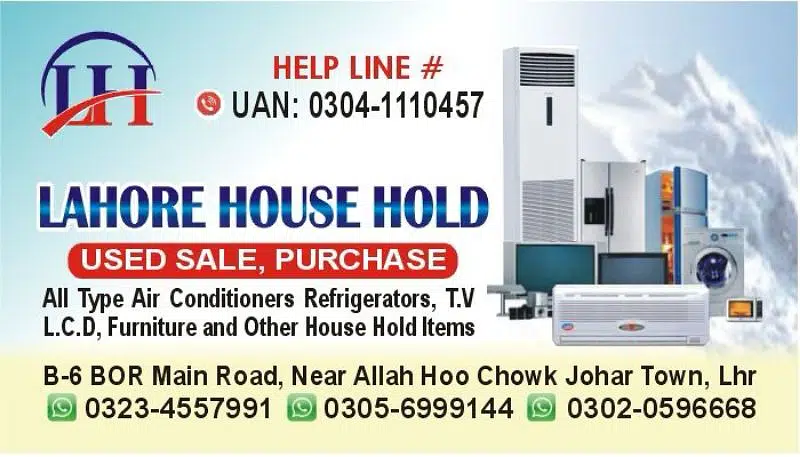 LH
HELP LINE #
UAN: 0304-1110457
LAHORE HOUSE HOLD
USED SALE, PURCHASE
All Type Air Conditioners Refrigerators, T.V
L.C.D, Furniture and Other House Hold Items
B-6 BOR Main Road, Near Allah Hoo Chowk Johar Town, Lhr
0323-4557991 0305-6999144 0302-0596668